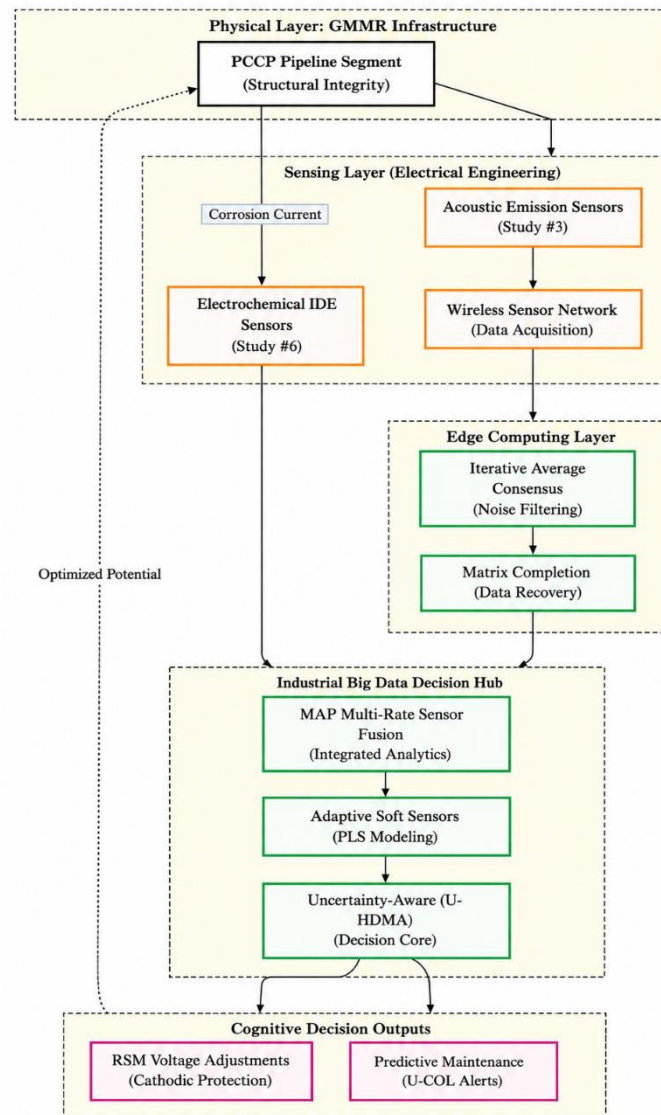 Physical Layer: GMMR Infrastructure
PCCP Pipeline Segment
(Structural Integrity)
Sensing Layer (Electrical Engineering)
Corrosion Current
Acoustic Emission Sensors
(Study #3)
Electrochemical IDE
Sensors
(Study #6)
Wireless Sensor Network
(Data Acquisition)
Edge Computing Layer
Iterative Average
Consensus
(Noise Filtering)
Optimized Potential
Matrix Completion
(Data Recovery)
Industrial Big Data Decision Hub
MAP Multi-Rate Sensor
Fusion
(Integrated Analytics)
Adaptive Soft Sensors
(PLS Modeling)
Uncertainty-Aware (U-
HDMA)
(Decision Core)
Cognitive Decision Outputs
RSM Voltage Adjustments
(Cathodic Protection)
Predictive Maintenance
(U-COL Alerts)